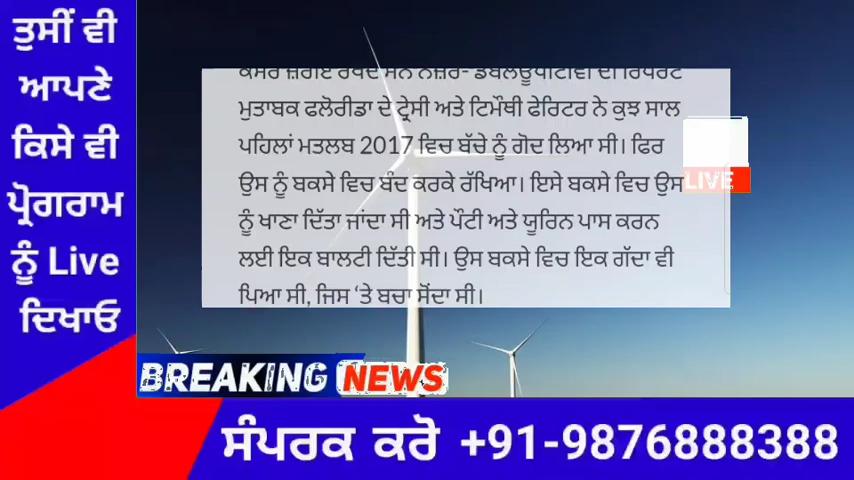 ਤੁਸੀਂ ਵੀ
ਆਪਣੇ
ਕਿਸੇ ਵੀ
ਪ੍ਰੋਗਰਾਮ
ਨੂੰ Live
ਦਿਖਾਓ
ਮੁਤਾਬਕ ਫਲੋਰੀਡਾ ਦੇ ਟ੍ਰੇਸੀ ਅਤੇ ਟਿਮੌਥੀ ਫੇਰਿਟਰ ਨੇ ਕੁਝ ਸਾਲ
ਪਹਿਲਾਂ ਮਤਲਬ 2017 ਵਿਚ ਬੱਚੇ ਨੂੰ ਗੋਦ ਲਿਆ ਸੀ। ਫਿਰ
ਉਸ ਨੂੰ ਬਕਸੇ ਵਿਚ ਬੰਦ ਕਰਕੇ ਰੱਖਿਆ। ਇਸੇ ਬਕਸੇ ਵਿਚ ਉਸ
ਨੂੰ ਖਾਣਾ ਦਿੱਤਾ ਜਾਂਦਾ ਸੀ ਅਤੇ ਪੌਟੀ ਅਤੇ ਯੂਰਿਨ ਪਾਸ ਕਰਨ
ਲਈ ਇਕ ਬਾਲਟੀ ਦਿੱਤੀ ਸੀ। ਉਸ ਬਕਸੇ ਵਿਚ ਇਕ ਗੱਦਾ ਵੀ
ਪਿਆ ਸੀ, ਜਿਸ ‘ਤੇ ਬਚਾ ਸੋਂਦਾ ਸੀ।
LIVE
BREAKING NEWS
ਸੰਪਰਕ ਕਰੋ +91-9876888388